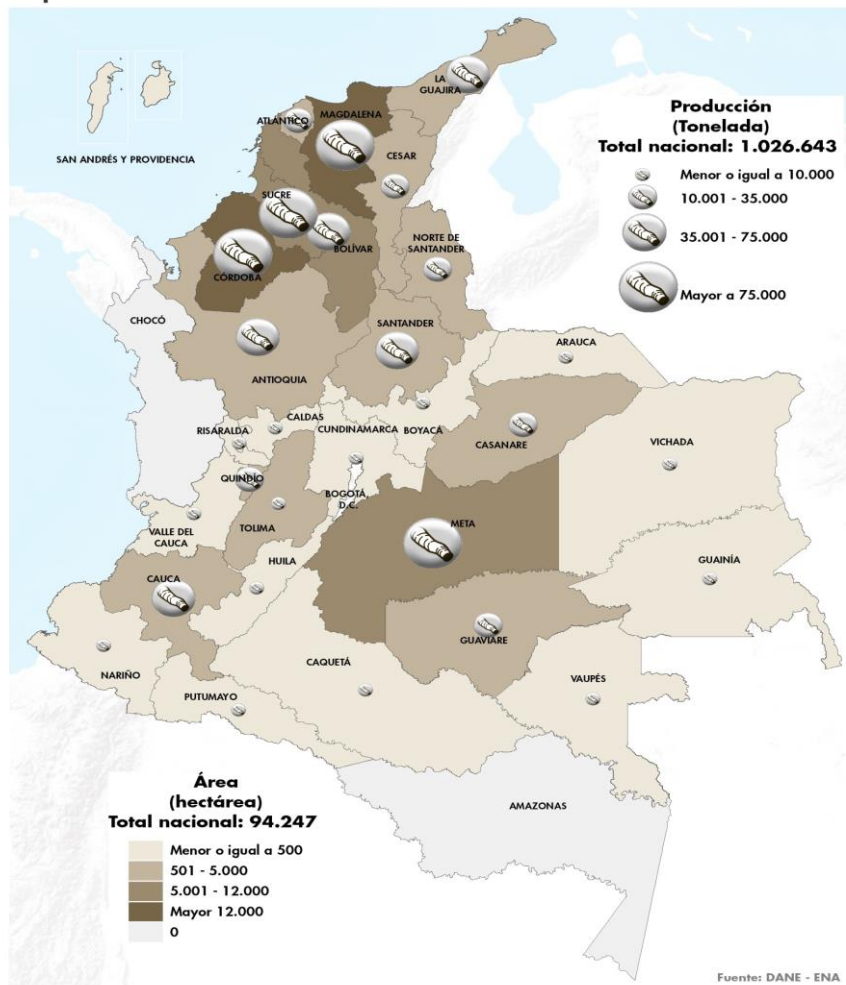 LA
GUAJIRA
ATLÁNTICO
MAGDALENA
CESAR
SAN ANDRÉS Y PROVIDENCIA
SUCRE
BOLÍVAR
NORTE DE
SANTANDER
CÓRDOBA
CHOCÓ
SANTANDER
ARAUCA
ANTIOQUIA
CALDAS
RISARALDA
CUNDINAMARCA
BOYACÁ
CASANARE
VICHADA
QUINDÍO
BOGOTÁ,
D.C.
META
TOLIMA
VALLE DEL
CAUCA
HUILA
GUAINÍA
CAUCA
GUAVIARE
CAQUETÁ
NARIÑO
VAUPÉS
PUTUMAYO
AMAZONAS
Producción
(Tonelada)
Total nacional: 1.026.643
Menor o igual a 10.000
10.001 - 35.000
35.001 - 75.000
Mayor a 75.000
Área
(hectárea)
Total nacional: 94.247
Menor o igual a 500
501 - 5.000
5.001 - 12.000
Mayor 12.000
0
Fuente: DANE - ENA